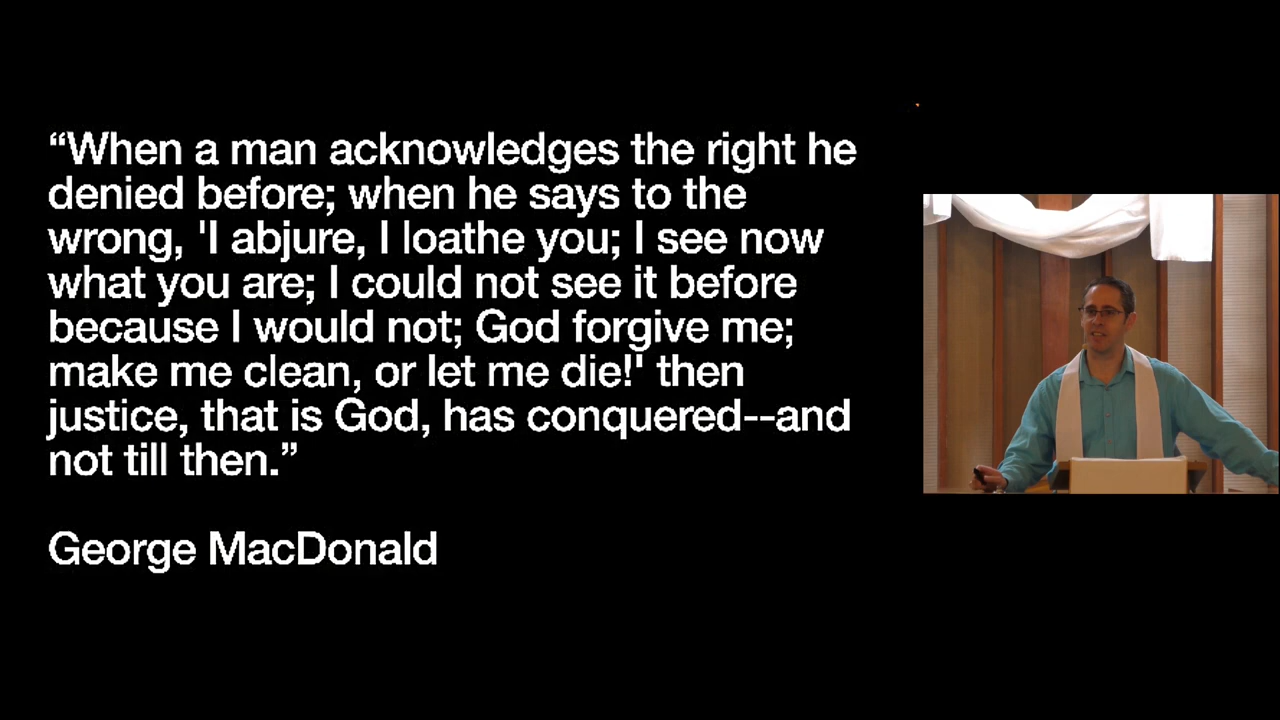 “When a man acknowledges the right he
denied before; when he says to the
wrong, 'I abjure, I loathe you; I see now
what you are; I could not see it before
because I would not; God forgive me;
make me clean, or let me die!' then
justice, that is God, has conquered--and
not till then.”
George MacDonald